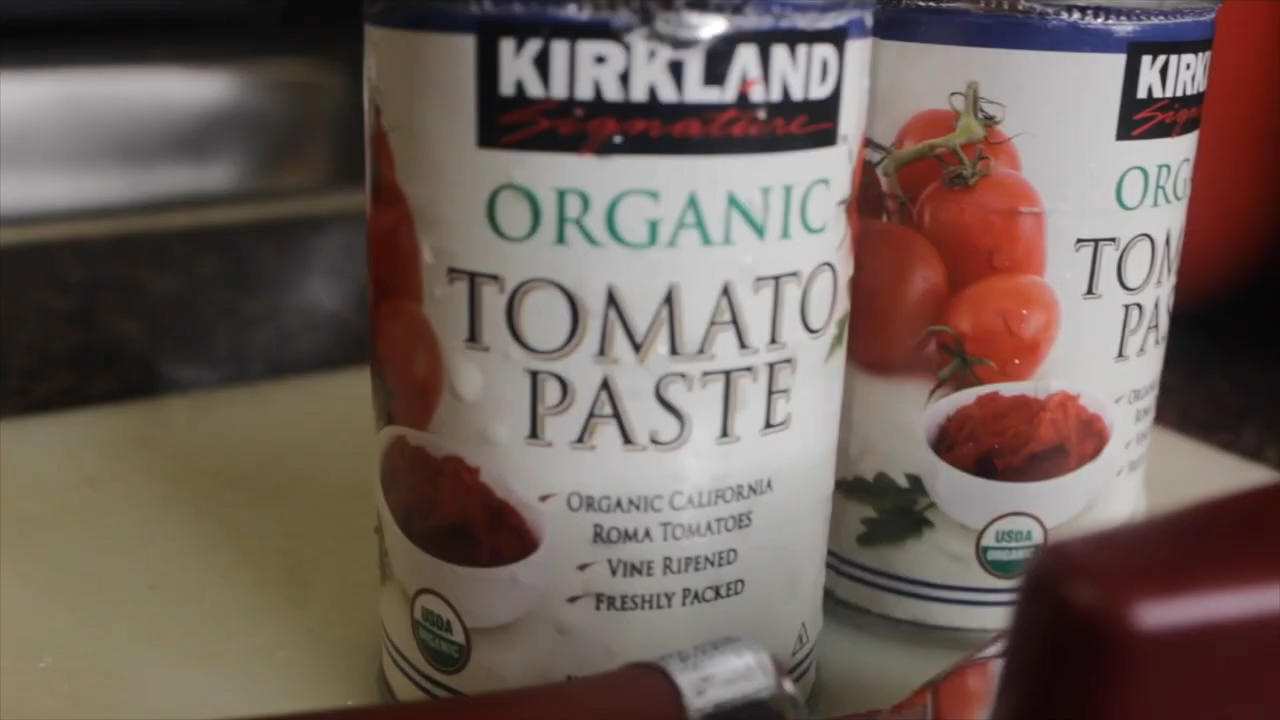 KIRKLAND
Signature
ORGANIC
TOMATO
PASTE
ORGANIC CALIFORNIA
ROMA TOMATOES
VINE RIPENED
FRESHLY PACKED
USDA
ORGANIC
KIRK
Sig
ORG
TOM
PAS
USDA
ORGANIC